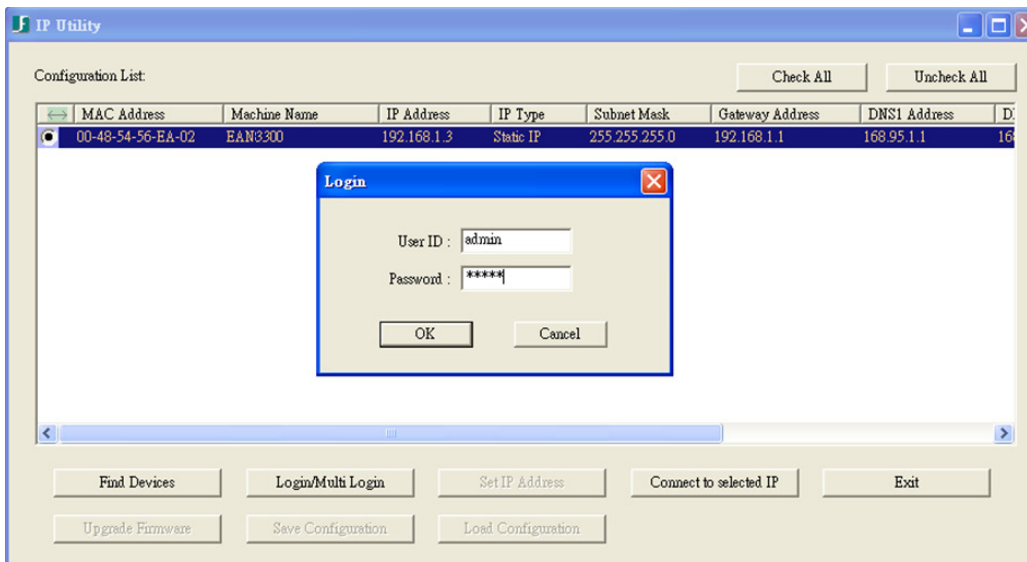 IP Utility
Configuration List:
Check All
Uncheck All
MAC Address Machine Name IP Address IP Type Subnet Mask Gateway Address DNS1 Address D
00-48-54-56-EA-02 EAN3300 192.168.1.3 Static IP 255.255.255.0 192.168.1.1 168.95.1.1 168
Login
User ID : admin
Password : *****
OK Cancel
Find Devices Login/Multi Login Set IP Address Connect to selected IP Exit
Upgrade Firmware Save Configuration Load Configuration